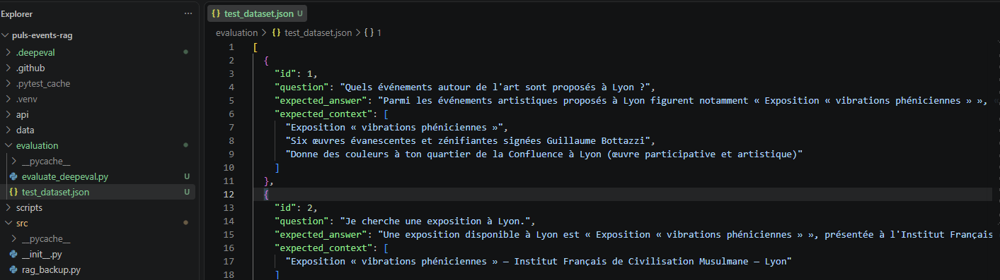 Explorer
puls-events-rag
.deepeval
.github
.pytest_cache
.venv
api
data
evaluation
__pycache__
evaluate_deepeval.py U
test_dataset.json U
scripts
src
__pycache__
__init__.py
rag_backup.py
{} test_dataset.json U
evaluation > {} test_dataset.json > {} 1
1 [
2 {
3 "id": 1,
4 "question": "Quels événements autour de l'art sont proposés à Lyon ?",
5 "expected_answer": "Parmi les événements artistiques proposés à Lyon figurent notamment « Exposition « vibrations phéniciennes » »,
6 "expected_context": [
7 "Exposition « vibrations phéniciennes »",
8 "Six œuvres évanescentes et zénifiantes signées Guillaume Bottazzi",
9 "Donne des couleurs à ton quartier de la Confluence à Lyon (œuvre participative et artistique)"
10 ]
11 },
12 {
13 "id": 2,
14 "question": "Je cherche une exposition à Lyon.",
15 "expected_answer": "Une exposition disponible à Lyon est « Exposition « vibrations phéniciennes » », présentée à l'Institut Français
16 "expected_context": [
17 "Exposition « vibrations phéniciennes » — Institut Français de Civilisation Musulmane — Lyon"
18 ]